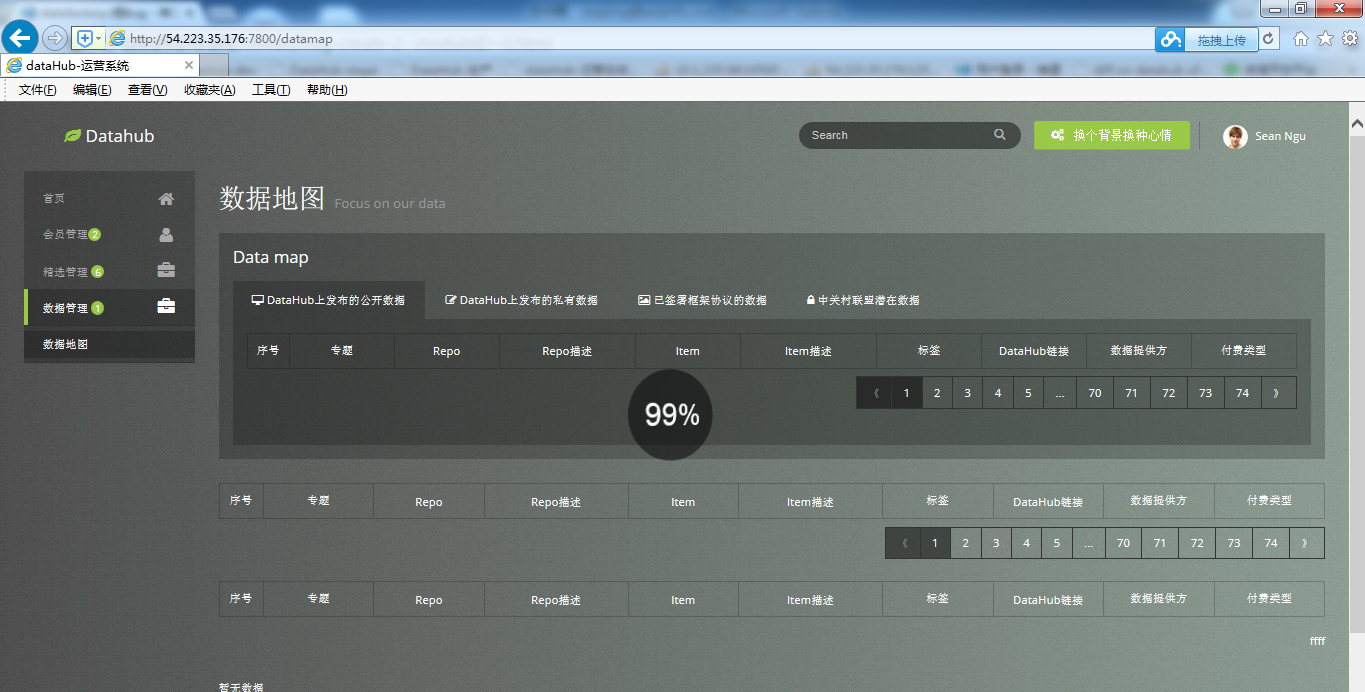 http://54.223.35.176:7800/datamap
拖拽上传
dataHub-运营系统
文件(F) 编辑(E) 查看(V) 收藏夹(A) 工具(T) 帮助(H)
Datahub
Search
换个背景换种心情
Sean Ngu
首页
会员管理 2
精选管理 6
数据管理 1
数据地图
数据地图 Focus on our data
Data map
DataHub上发布的公开数据 DataHub上发布的私有数据 已签署框架协议的数据 中关村联盟潜在数据
序号 专题 Repo Repo描述 Item Item描述 标签 DataHub链接 数据提供方 付费类型
《 1 2 3 4 5 ... 70 71 72 73 74 》
99%
序号 专题 Repo Repo描述 Item Item描述 标签 DataHub链接 数据提供方 付费类型
《 1 2 3 4 5 ... 70 71 72 73 74 》
序号 专题 Repo Repo描述 Item Item描述 标签 DataHub链接 数据提供方 付费类型
ffff
暂无数据